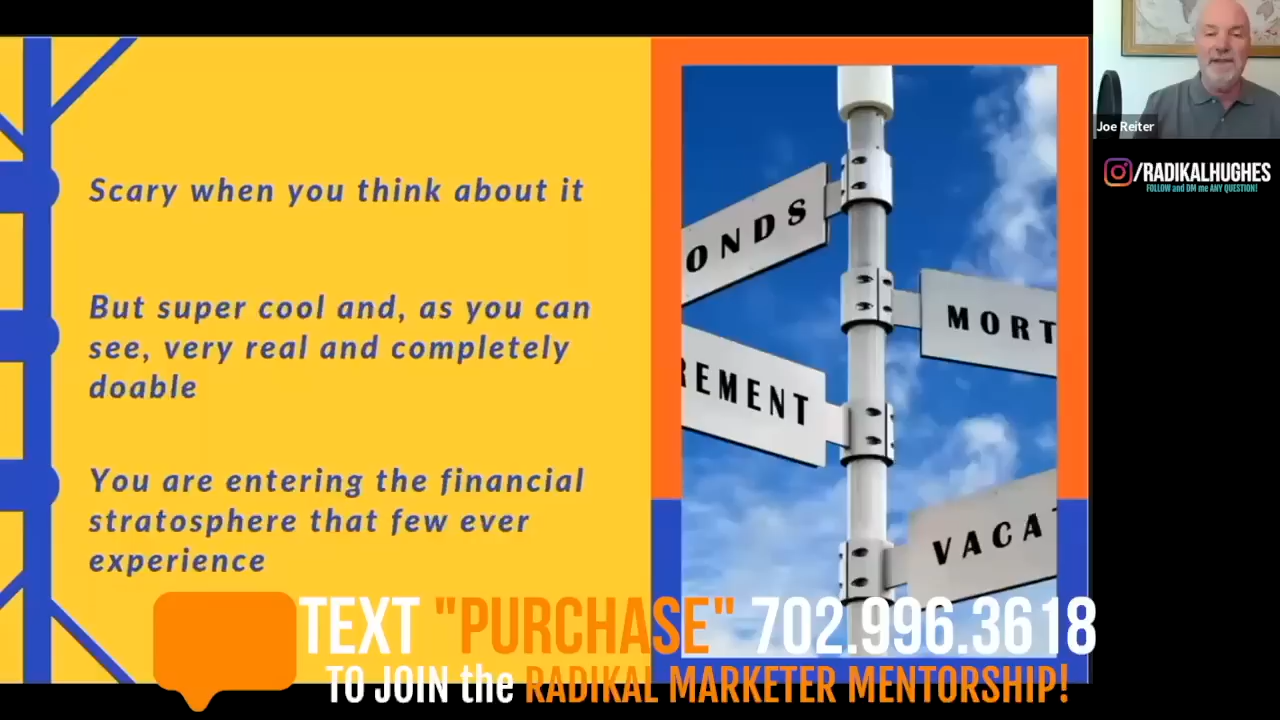 Scary when you think about it
But super cool and, as you can
see, very real and completely
doable
You are entering the financial
stratosphere that few ever
experience
ONDS
MORT
REMENT
VACA
Joe Reiter
/RADIKALHUGHES
FOLLOW and DM me ANY QUESTION!
TEXT "PURCHASE" 702.996.3618
TO JOIN the RADIKAL MARKETER MENTORSHIP!